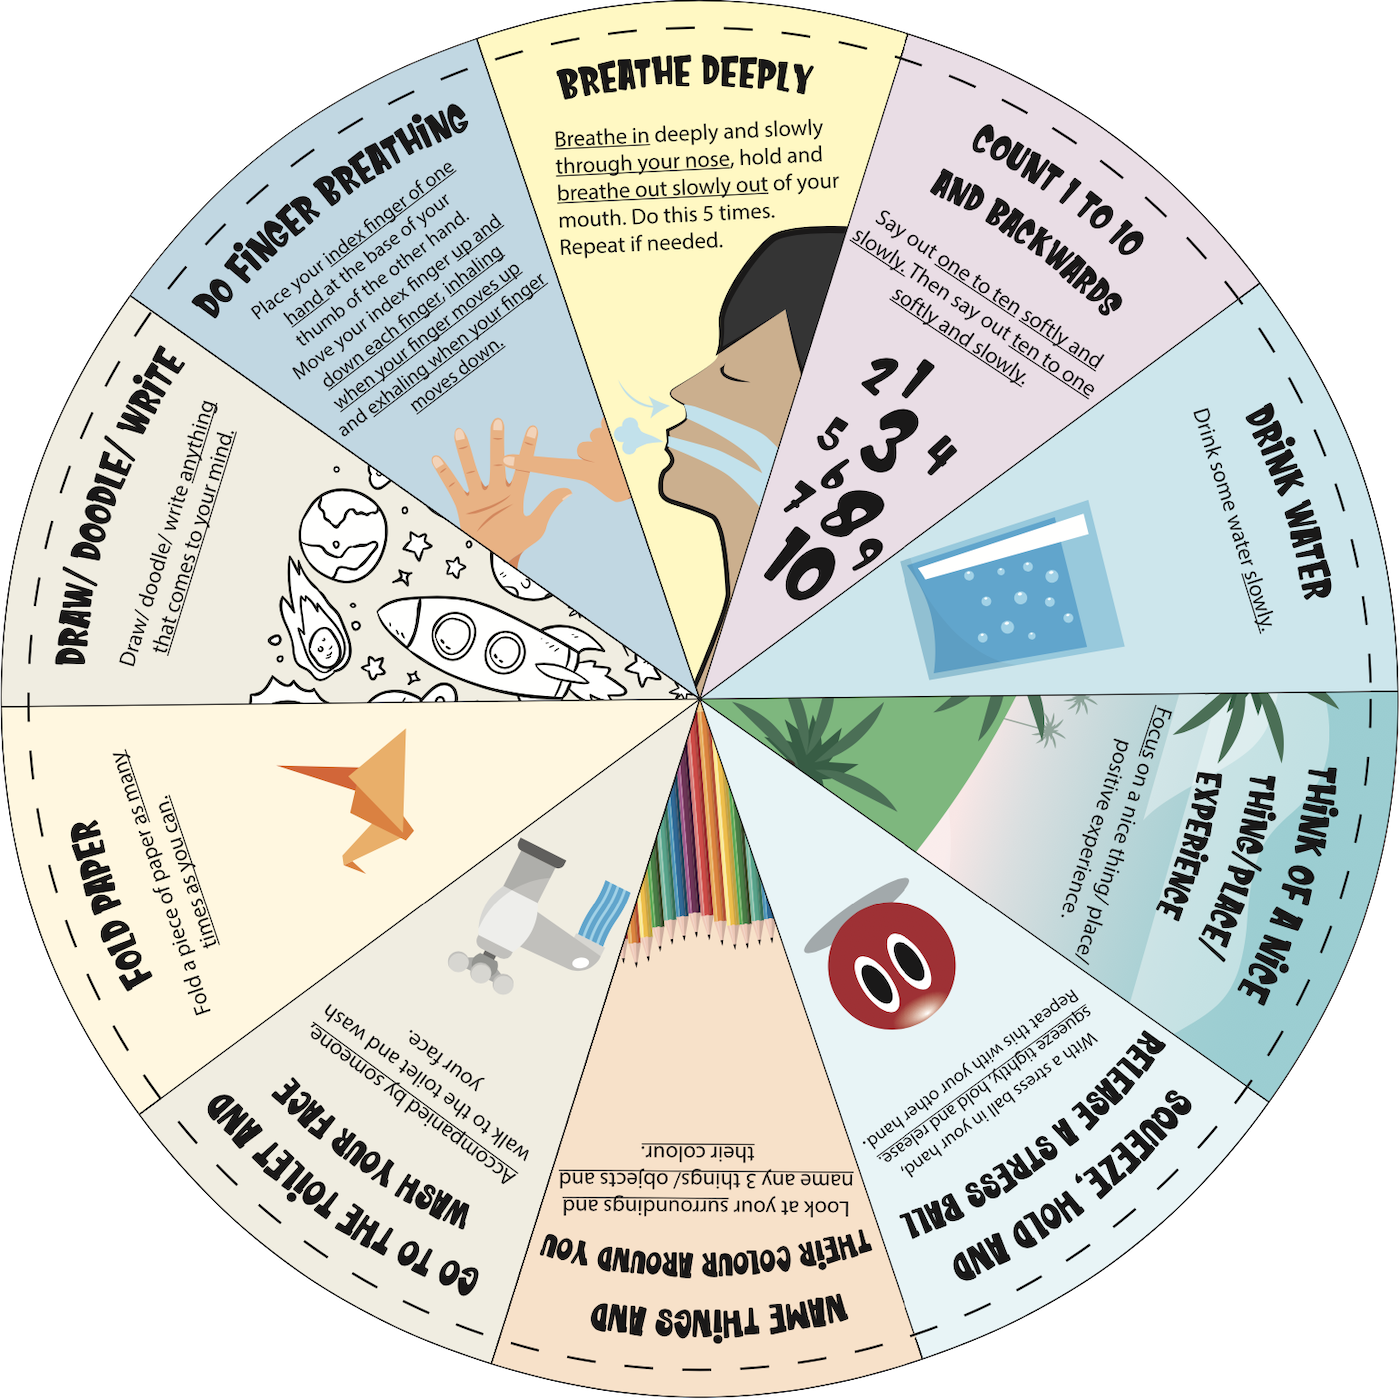 BREATHE DEEPLY
Breathe in deeply and slowly
through your nose, hold and
breathe out slowly out of your
mouth. Do this 5 times.
Repeat if needed.
COUNT 1 TO 10
AND BACKWARDS
Say out one to ten softly and
slowly. Then say out ten to one
softly and slowly.
2 1
5 3 4
6
7 8
10 9
DRINK WATER
Drink some water slowly.
THINK OF A NICE
THING/PLACE/
EXPERIENCE
Focus on a nice thing/ place/
positive experience.
SQUEEZE, HOLD AND
RELEASE A STRESS BALL
With a stress ball in your hand,
squeeze tightly, hold and release.
Repeat this with your other hand.
NAME THINGS AND
THEIR COLOUR AROUND YOU
Look at your surroundings and
name any 3 things/ objects and
their colour.
GO TO THE TOILET AND
WASH YOUR FACE
Accompanied by someone,
walk to the toilet and wash
your face.
FOLD PAPER
Fold a piece of paper as many
times as you can.
DRAW/ DOODLE/ WRITE
Draw/ doodle/ write anything
that comes to your mind.
DO FINGER BREATHING
Place your index finger of one
hand at the base of your
thumb of the other hand.
Move your index finger up and
down each finger, inhaling
when your finger moves up
and exhaling when your finger
moves down.